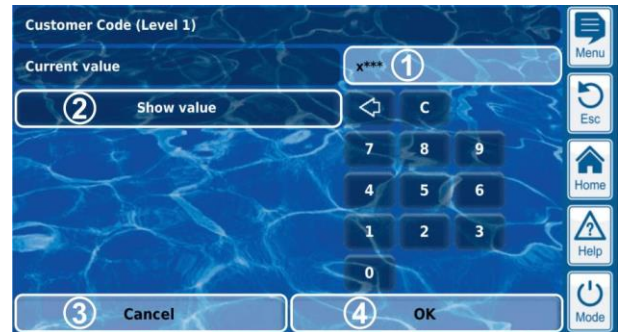 Customer Code (Level 1)
Menu
Current value
x***
1
2
Show value
C
Esc
7 8 9
Home
4 5 6
1 2 3
Help
0
3
Cancel
4
OK
Mode